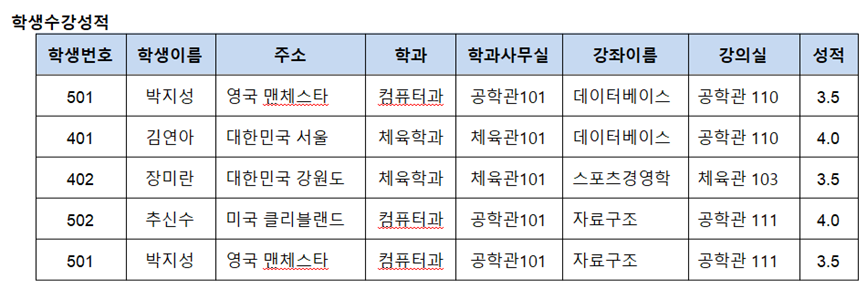 학생수강성적
학생번호 학생이름 주소 학과 학과사무실 강좌이름 강의실 성적
501 박지성 영국 맨체스타 컴퓨터과 공학관101 데이터베이스 공학관 110 3.5
401 김연아 대한민국 서울 체육학과 체육관101 데이터베이스 공학관 110 4.0
402 장미란 대한민국 강원도 체육학과 체육관101 스포츠경영학 체육관 103 3.5
502 추신수 미국 클리블랜드 컴퓨터과 공학관101 자료구조 공학관 111 4.0
501 박지성 영국 맨체스타 컴퓨터과 공학관101 자료구조 공학관 111 3.5